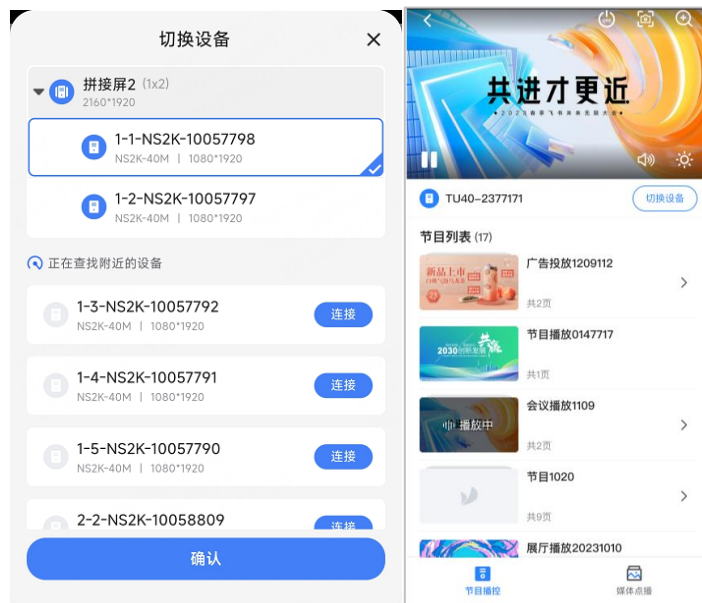 切换设备
拼接屏2 (1x2)
2160*1920
1-1-NS2K-10057798
NS2K-40M | 1080*1920
1-2-NS2K-10057797
NS2K-40M | 1080*1920
正在查找附近的设备
1-3-NS2K-10057792
NS2K-40M | 1080*1920
连接
1-4-NS2K-10057791
NS2K-40M | 1080*1920
连接
1-5-NS2K-10057790
NS2K-40M | 1080*1920
连接
2-2-NS2K-10058809
连接
确认
共进才更近
TU40-2377171
切换设备
节目列表 (17)
新品上市
广告投放1209112
共2页
2030创新发展
节目播放0147717
共1页
播放中
会议播放1109
共2页
节目1020
共9页
展厅播放20231010
节目播控
媒体点播